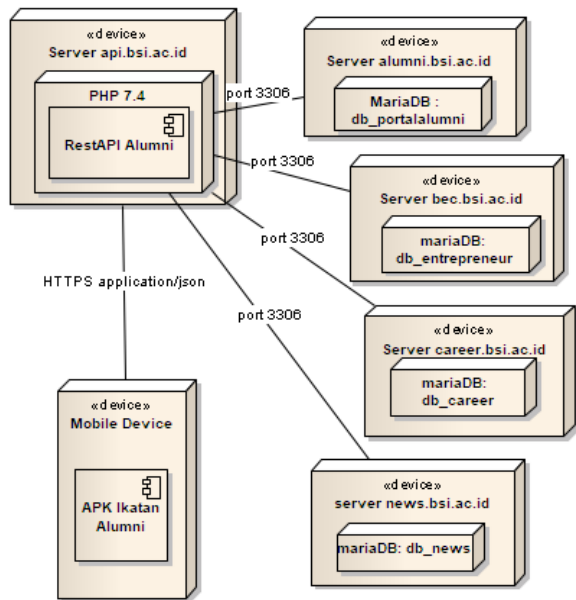 «device»
Server api.bsi.ac.id
PHP 7.4
RestAPI Alumni
«device»
Server alumni.bsi.ac.id
MariaDB :
db_portalalumni
port 3306
port 3306
«device»
Server bec.bsi.ac.id
mariaDB:
db_entrepreneur
port 3306
HTTPS application/json
port 3306
«device»
Server career.bsi.ac.id
mariaDB:
db_career
«device»
Mobile Device
APK Ikatan
Alumni
«device»
server news.bsi.ac.id
mariaDB: db_news